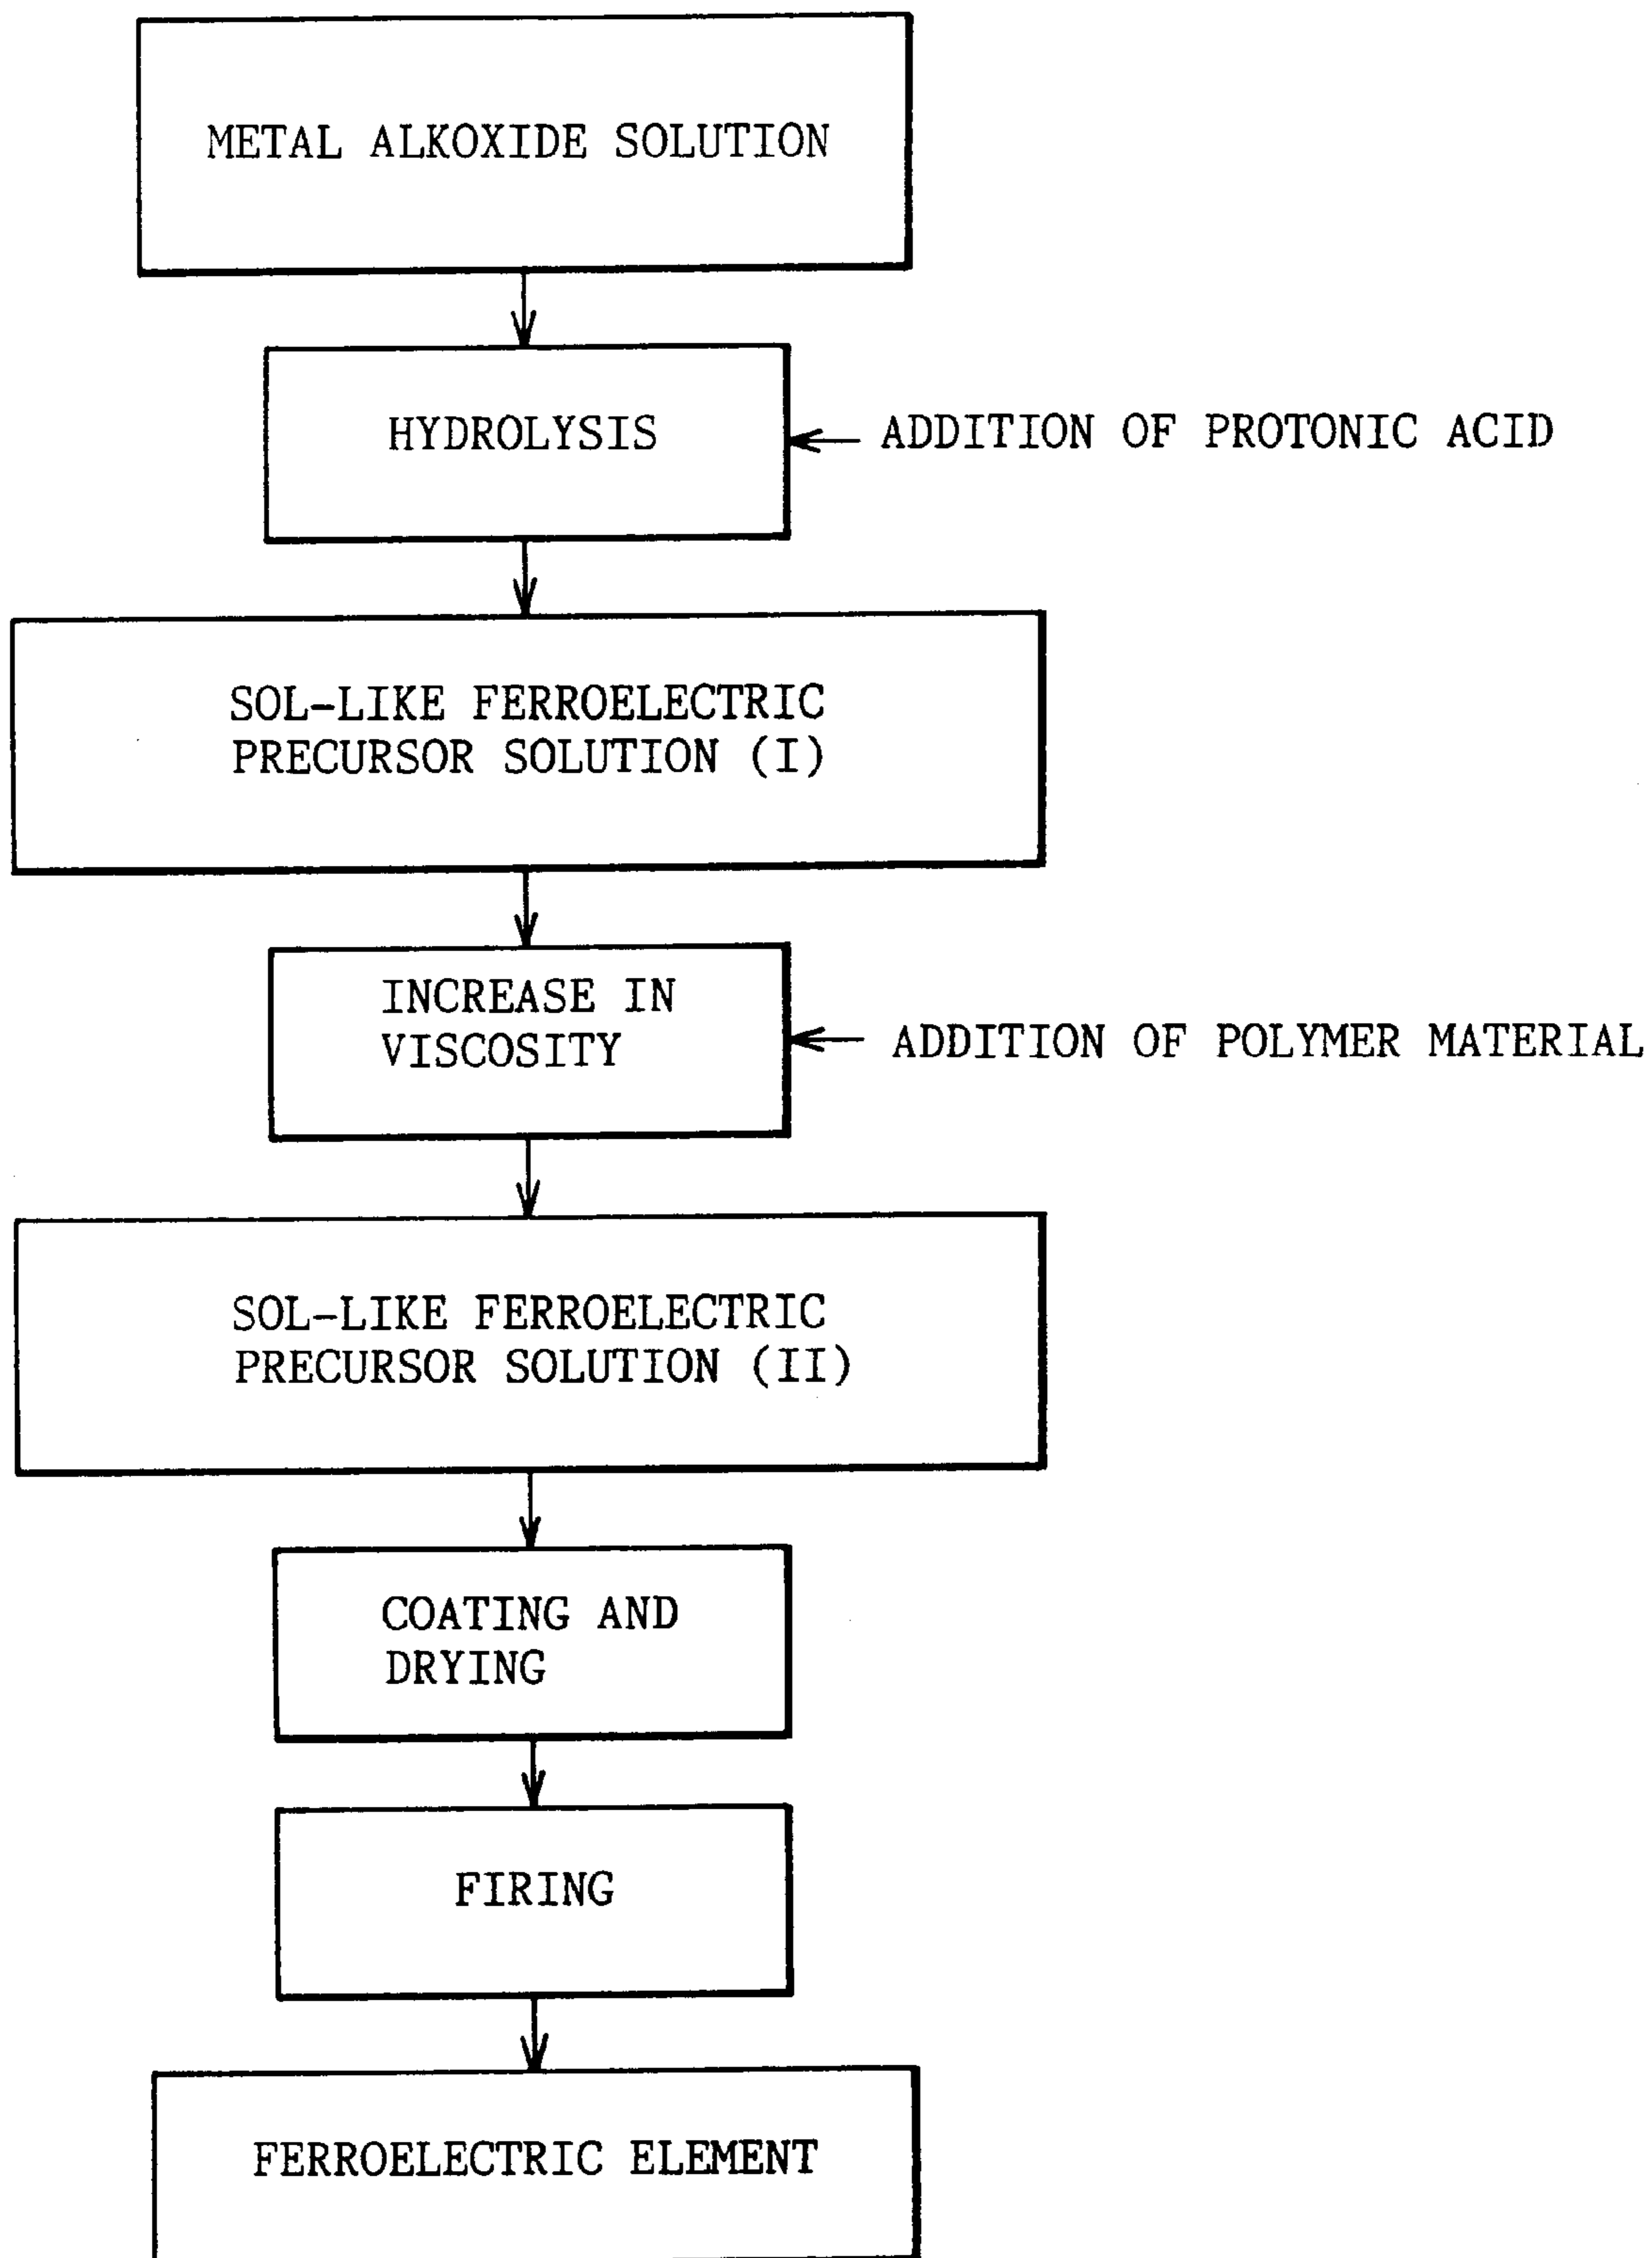 METAL ALKOXIDE SOLUTION
HYDROLYSIS
ADDITION OF PROTONIC ACID
SOL-LIKE FERROELECTRIC
PRECURSOR SOLUTION (I)
INCREASE IN
VISCOSITY
ADDITION OF POLYMER MATERIAL
SOL-LIKE FERROELECTRIC
PRECURSOR SOLUTION (II)
COATING AND
DRYING
FIRING
FERROELECTRIC ELEMENT